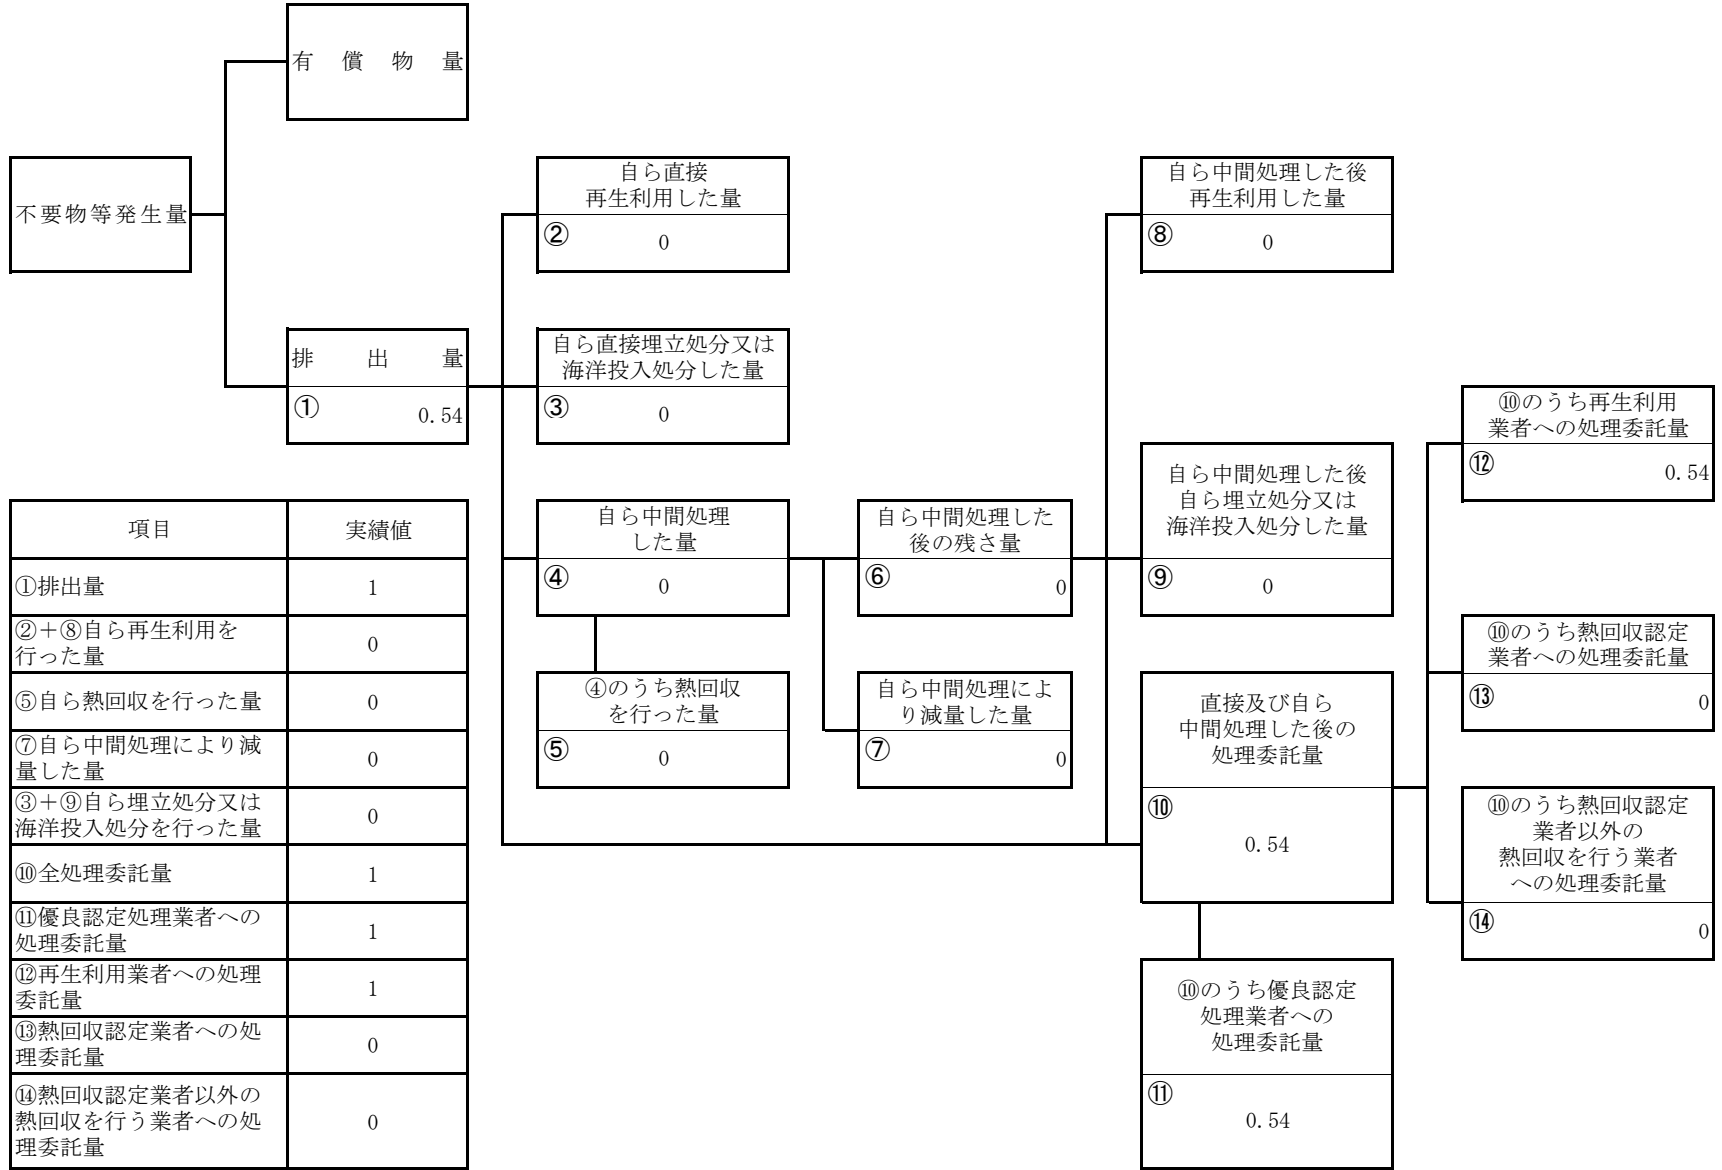 有償物量
不要物等発生量
自ら直接
再生利用した量
② 0
自ら中間処理した後
再生利用した量
⑧ 0
排出量
① 0.54
自ら直接埋立処分又は
海洋投入処分した量
③ 0
⑩のうち再生利用
業者への処理委託量
⑫ 0.54
自ら中間処理した後
自ら埋立処分又は
海洋投入処分した量
⑨ 0
自ら中間処理
した量
④ 0
自ら中間処理した
後の残さ量
⑥ 0
⑩のうち熱回収認定
業者への処理委託量
⑬ 0
④のうち熱回収
を行った量
⑤ 0
自ら中間処理によ
り減量した量
⑦ 0
直接及び自ら
中間処理した後の
処理委託量
⑩
0.54
⑩のうち熱回収認定
業者以外の
熱回収を行う業者
への処理委託量
⑭ 0
⑩のうち優良認定
処理業者への
処理委託量
⑪
0.54
項目 実績値
①排出量 1
②＋⑧自ら再生利用を
行った量 0
⑤自ら熱回収を行った量 0
⑦自ら中間処理により減
量した量 0
③＋⑨自ら埋立処分又は
海洋投入処分を行った量 0
⑩全処理委託量 1
⑪優良認定処理業者への
処理委託量 1
⑫再生利用業者への処理
委託量 1
⑬熱回収認定業者への処
理委託量 0
⑭熱回収認定業者以外の
熱回収を行う業者への処
理委託量 0